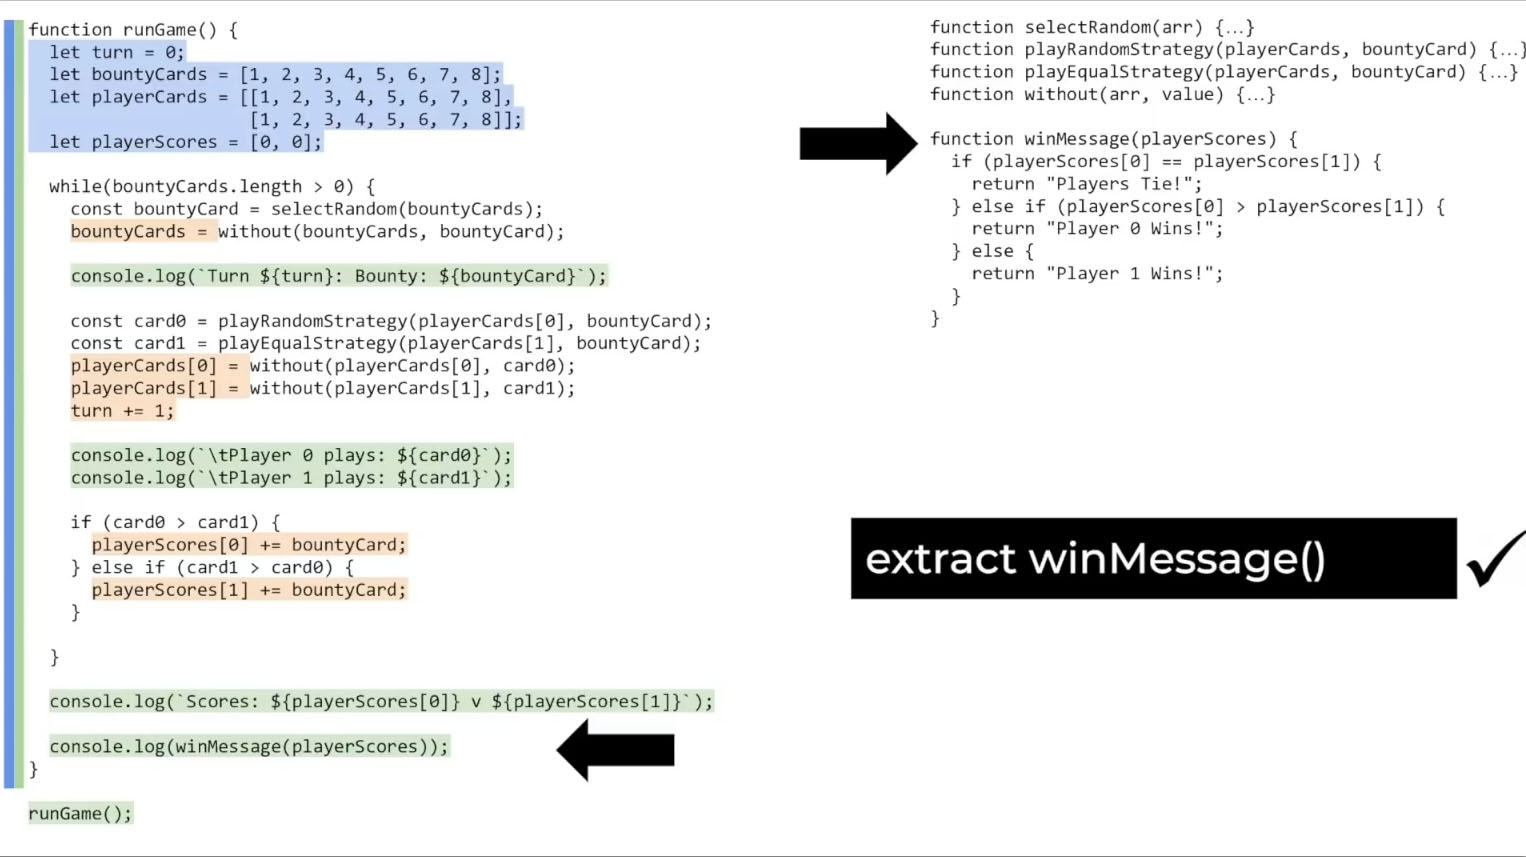 function runGame() {
let turn = 0;
let bountyCards = [1, 2, 3, 4, 5, 6, 7, 8];
let playerCards = [[1, 2, 3, 4, 5, 6, 7, 8],
[1, 2, 3, 4, 5, 6, 7, 8]];
let playerScores = [0, 0];
while(bountyCards.length > 0) {
const bountyCard = selectRandom(bountyCards);
bountyCards = without(bountyCards, bountyCard);
console.log(`Turn ${turn}: Bounty: ${bountyCard}`);
const card0 = playRandomStrategy(playerCards[0], bountyCard);
const card1 = playEqualStrategy(playerCards[1], bountyCard);
playerCards[0] = without(playerCards[0], card0);
playerCards[1] = without(playerCards[1], card1);
turn += 1;
console.log(`\tPlayer 0 plays: ${card0}`);
console.log(`\tPlayer 1 plays: ${card1}`);
if (card0 > card1) {
playerScores[0] += bountyCard;
} else if (card1 > card0) {
playerScores[1] += bountyCard;
}
}
console.log(`Scores: ${playerScores[0]} v ${playerScores[1]}`);
console.log(winMessage(playerScores));
}
runGame();
function selectRandom(arr) {…}
function playRandomStrategy(playerCards, bountyCard) {…}
function playEqualStrategy(playerCards, bountyCard) {…}
function without(arr, value) {…}
function winMessage(playerScores) {
if (playerScores[0] == playerScores[1]) {
return "Players Tie!";
} else if (playerScores[0] > playerScores[1]) {
return "Player 0 Wins!";
} else {
return "Player 1 Wins!";
}
}
extract winMessage()